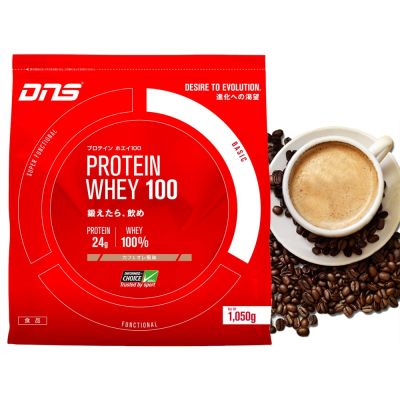 DNS
DESIRE TO EVOLUTION.
進化への渇望
SUPER FUNCTIONAL
BASIC
プロテイン ホエイ100
PROTEIN
WHEY 100
鍛えたら、飲め
PROTEIN
24g
WHEY
100%
カフェオレ風味
INFORMED
CHOICE
Trusted by sport
食品
FUNCTIONAL
1,050g